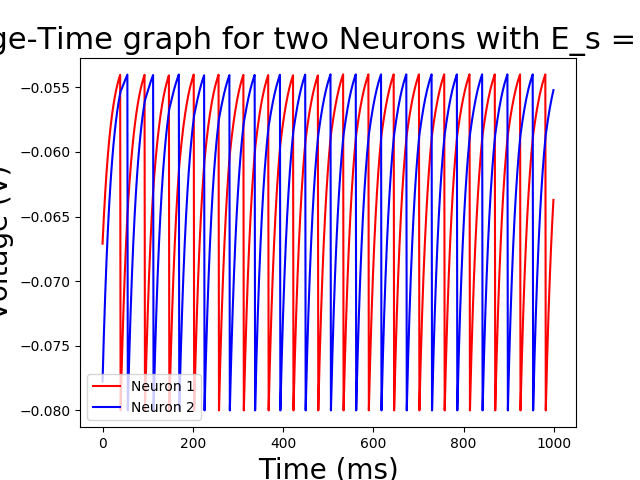 ge-Time graph for two Neurons with E_s =
Voltage (V)
−0.055
−0.060
−0.065
−0.070
−0.075
−0.080
Neuron 1
Neuron 2
0 200 400 600 800 1000
Time (ms)